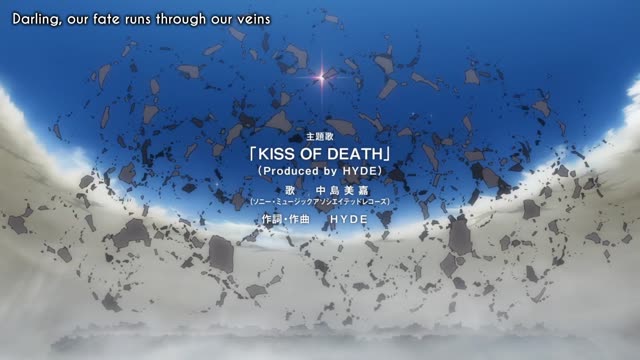 Darling, our fate runs through our veins
主題歌
「KISS OF DEATH」
(Produced by HYDE)
歌　中島美嘉
(ソニー・ミュージックアソシエイテッドレコーズ)
作詞・作曲　HYDE